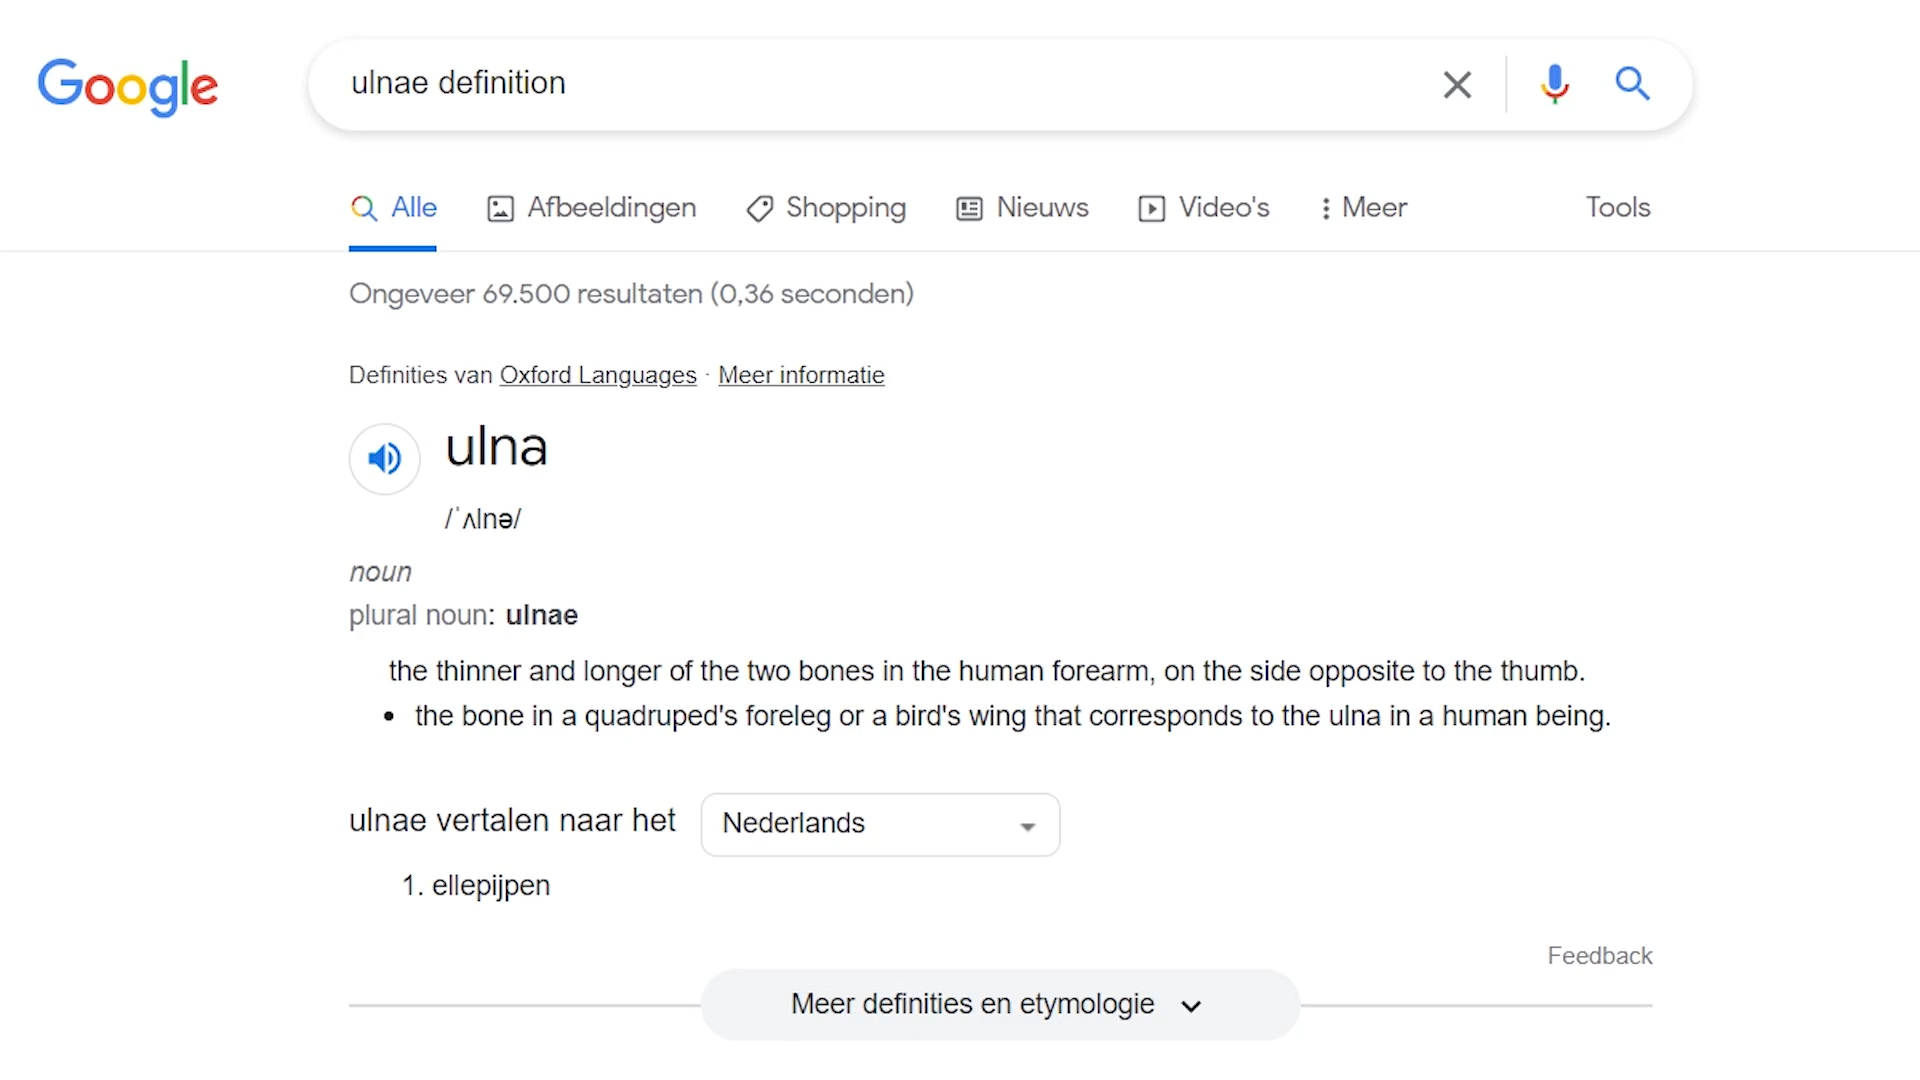 Google
ulnae definition
Alle Afbeeldingen Shopping Nieuws Video's Meer Tools
Ongeveer 69.500 resultaten (0,36 seconden)
Definities van Oxford Languages · Meer informatie
ulna
/ˈʌlnə/
noun
plural noun: ulnae
the thinner and longer of the two bones in the human forearm, on the side opposite to the thumb.
• the bone in a quadruped's foreleg or a bird's wing that corresponds to the ulna in a human being.
ulnae vertalen naar het Nederlands
1. ellepijpen
Feedback
Meer definities en etymologie